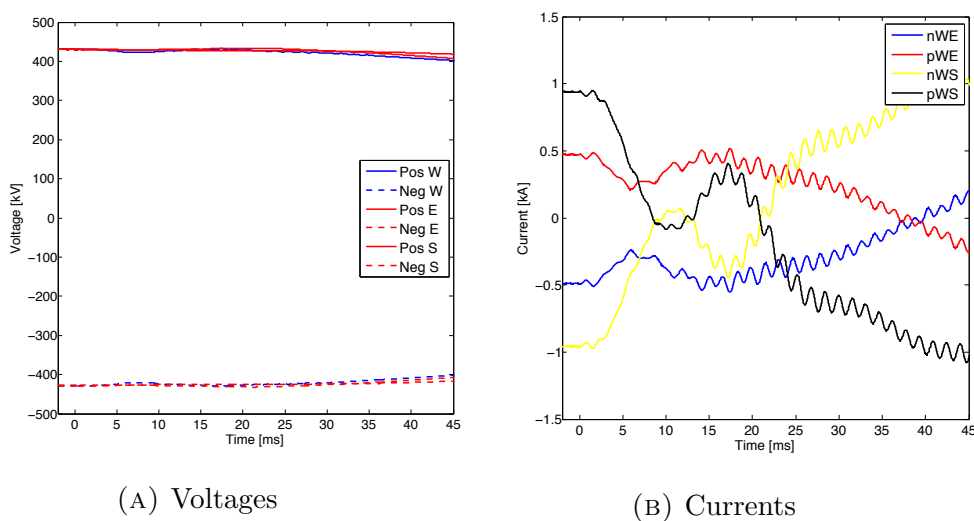 500
400
300
200
100
0
−100
−200
−300
−400
−500
Voltage [kV]
0 5 10 15 20 25 30 35 40 45
Time [ms]
Pos W
Neg W
Pos E
Neg E
Pos S
Neg S
(A) Voltages
1.5
1
0.5
0
−0.5
−1
−1.5
Current [kA]
0 5 10 15 20 25 30 35 40 45
Time [ms]
nWE
pWE
nWS
pWS
(B) Currents